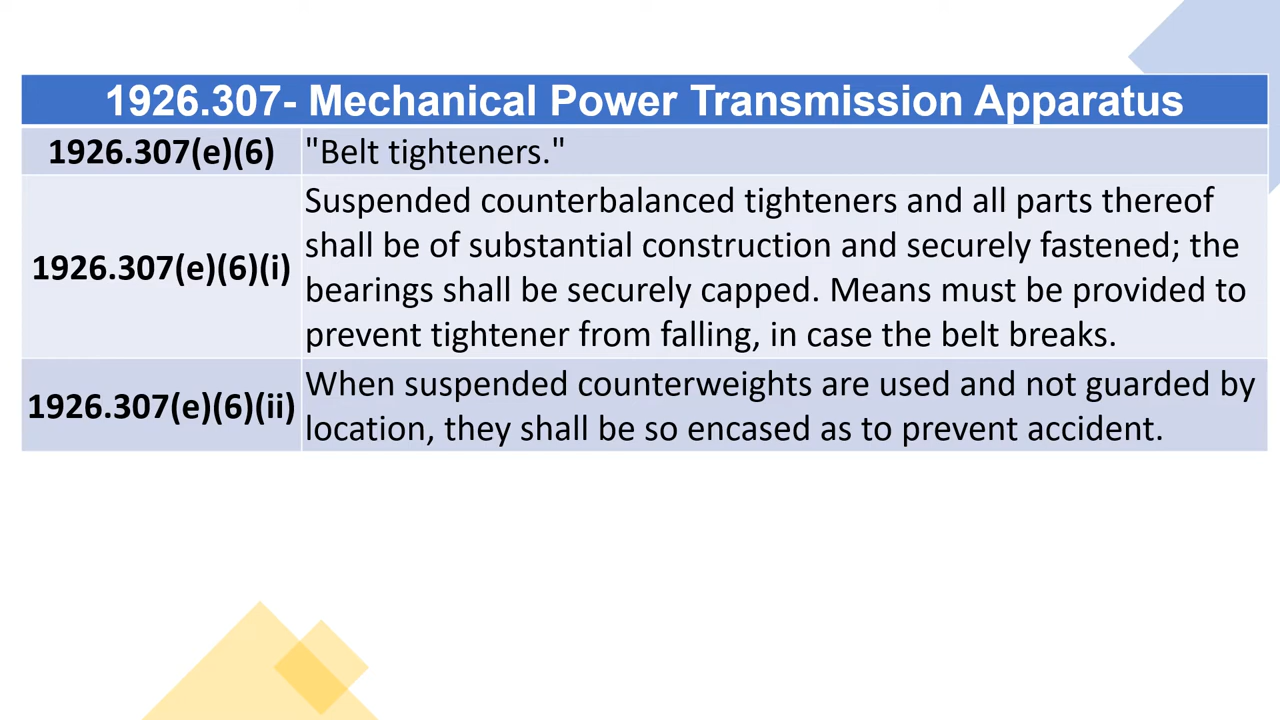 1926.307- Mechanical Power Transmission Apparatus
1926.307(e)(6)
"Belt tighteners."
1926.307(e)(6)(i)
Suspended counterbalanced tighteners and all parts thereof
shall be of substantial construction and securely fastened; the
bearings shall be securely capped. Means must be provided to
prevent tightener from falling, in case the belt breaks.
1926.307(e)(6)(ii)
When suspended counterweights are used and not guarded by
location, they shall be so encased as to prevent accident.